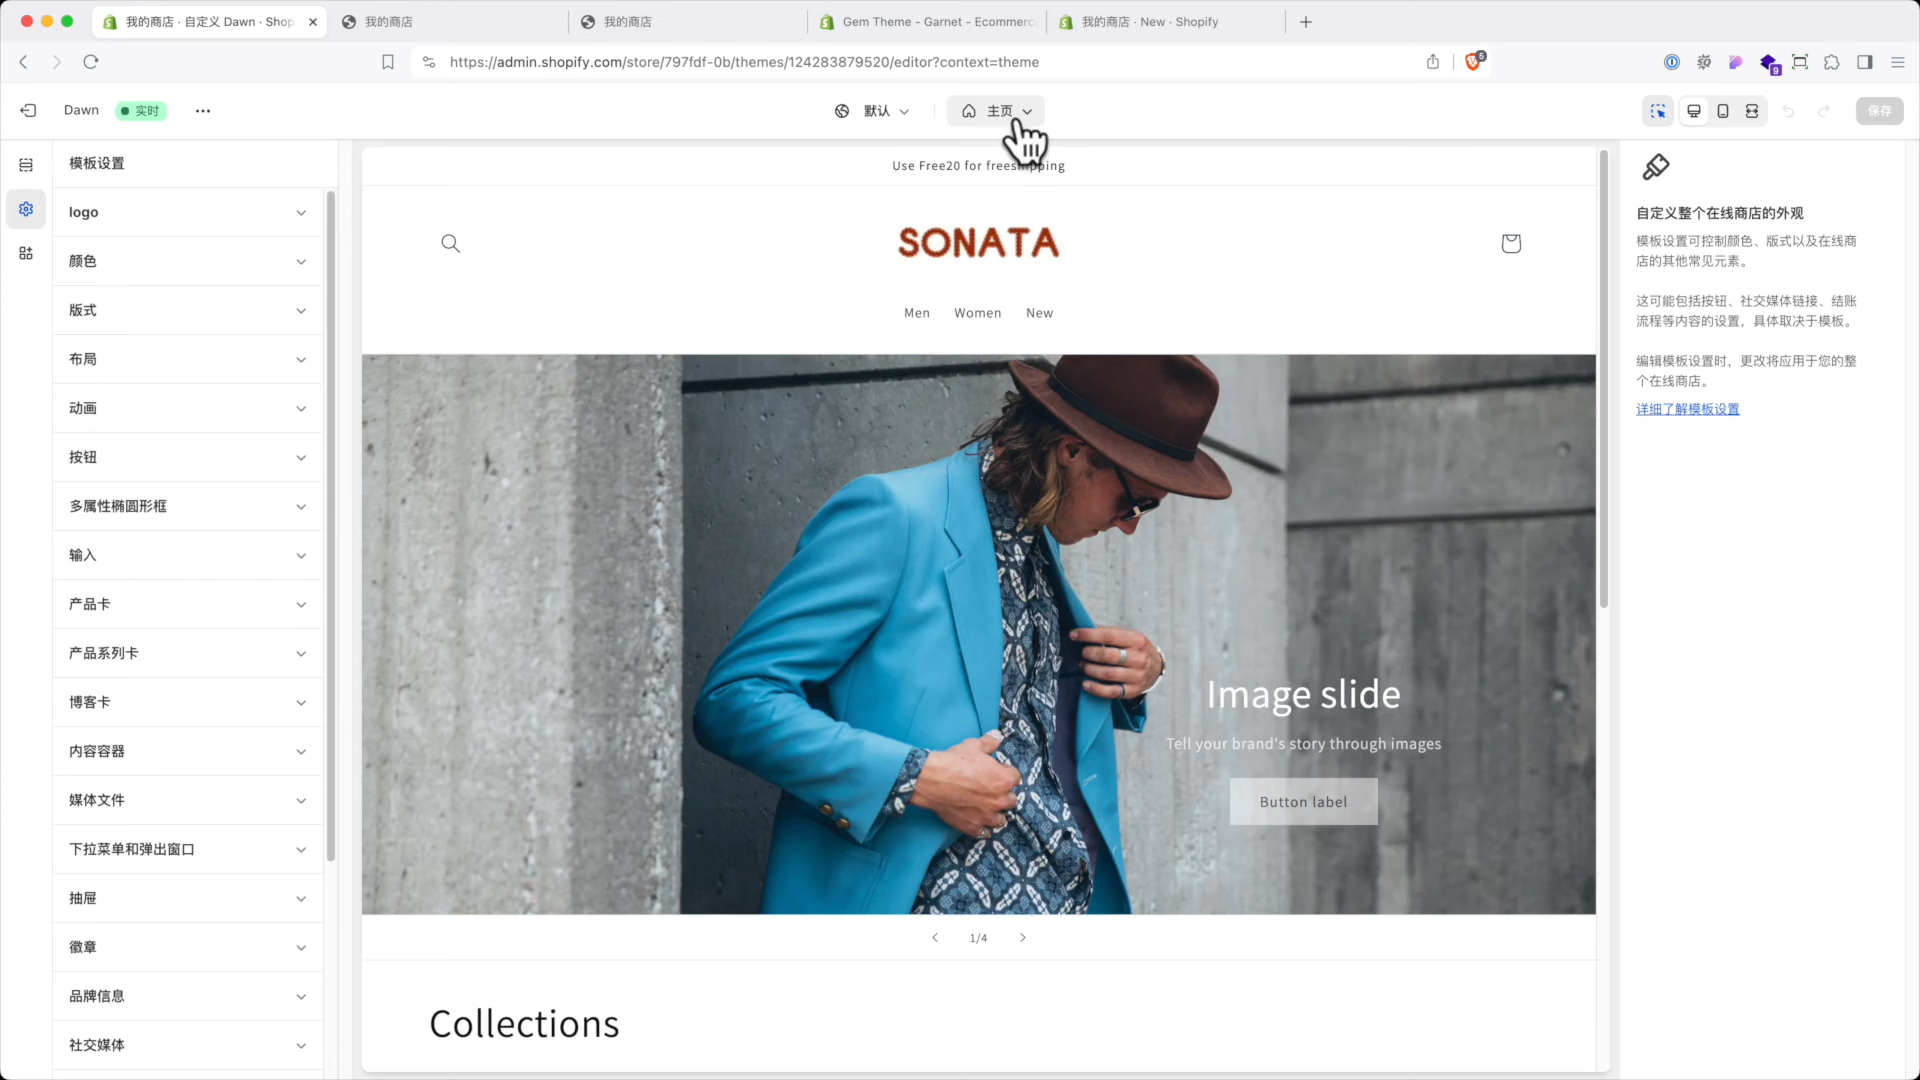 我的商店 · 自定义 Dawn · Shop
我的商店
我的商店
Gem Theme - Garnet - Ecommerc
我的商店 · New · Shopify
https://admin.shopify.com/store/797fdf-0b/themes/124283879520/editor?context=theme
5
9
Dawn
实时
默认
主页
保存
模板设置
logo
颜色
版式
布局
动画
按钮
多属性椭圆形框
输入
产品卡
产品系列卡
博客卡
内容容器
媒体文件
下拉菜单和弹出窗口
抽屉
徽章
品牌信息
社交媒体
Use Free20 for freeshipping
SONATA
Men Women New
Image slide
Tell your brand's story through images
Button label
1/4
Collections
自定义整个在线商店的外观
模板设置可控制颜色、版式以及在线商
店的其他常见元素。
这可能包括按钮、社交媒体链接、结账
流程等内容的设置，具体取决于模板。
编辑模板设置时，更改将应用于您的整
个在线商店。
详细了解模板设置